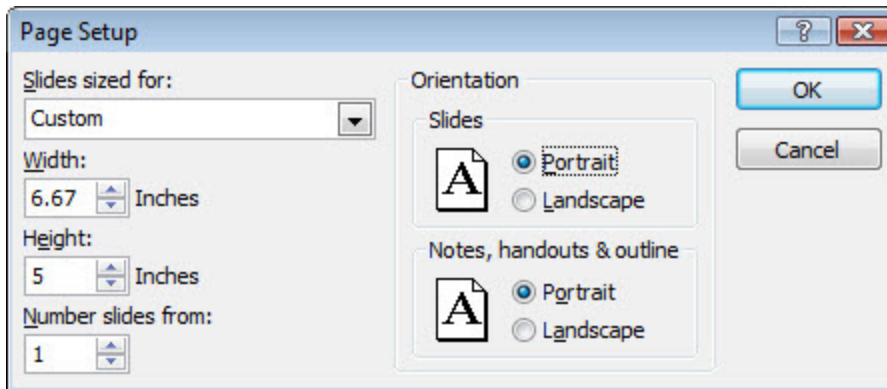 Page Setup
Slides sized for:
Custom
Width:
6.67 Inches
Height:
5 Inches
Number slides from:
1
Orientation
Slides
A
Portrait
Landscape
Notes, handouts & outline
A
Portrait
Landscape
OK
Cancel